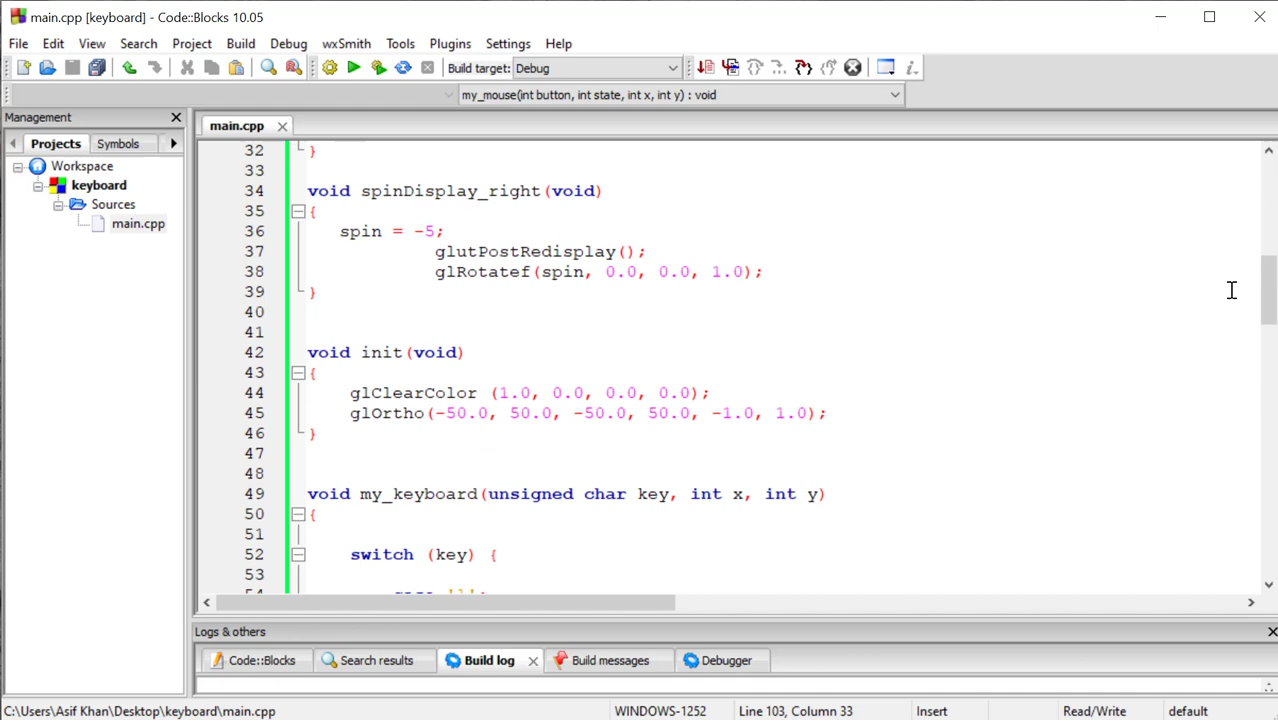 main.cpp [keyboard] - Code::Blocks 10.05
File Edit View Search Project Build Debug wxSmith Tools Plugins Settings Help
Build target: Debug
my_mouse(int button, int state, int x, int y) : void
Management
main.cpp
Projects Symbols
Workspace
keyboard
Sources
main.cpp
32 }
33
34 void spinDisplay_right(void)
35 {
36 spin = -5;
37 glutPostRedisplay();
38 glRotatef(spin, 0.0, 0.0, 1.0);
39 }
40
41
42 void init(void)
43 {
44 glClearColor (1.0, 0.0, 0.0, 0.0);
45 glOrtho(-50.0, 50.0, -50.0, 50.0, -1.0, 1.0);
46 }
47
48
49 void my_keyboard(unsigned char key, int x, int y)
50 {
51
52 switch (key) {
53
54 case 'l':
Logs & others
Code::Blocks Search results Build log Build messages Debugger
C:\Users\Asif Khan\Desktop\keyboard\main.cpp WINDOWS-1252 Line 103, Column 33 Insert Read/Write default